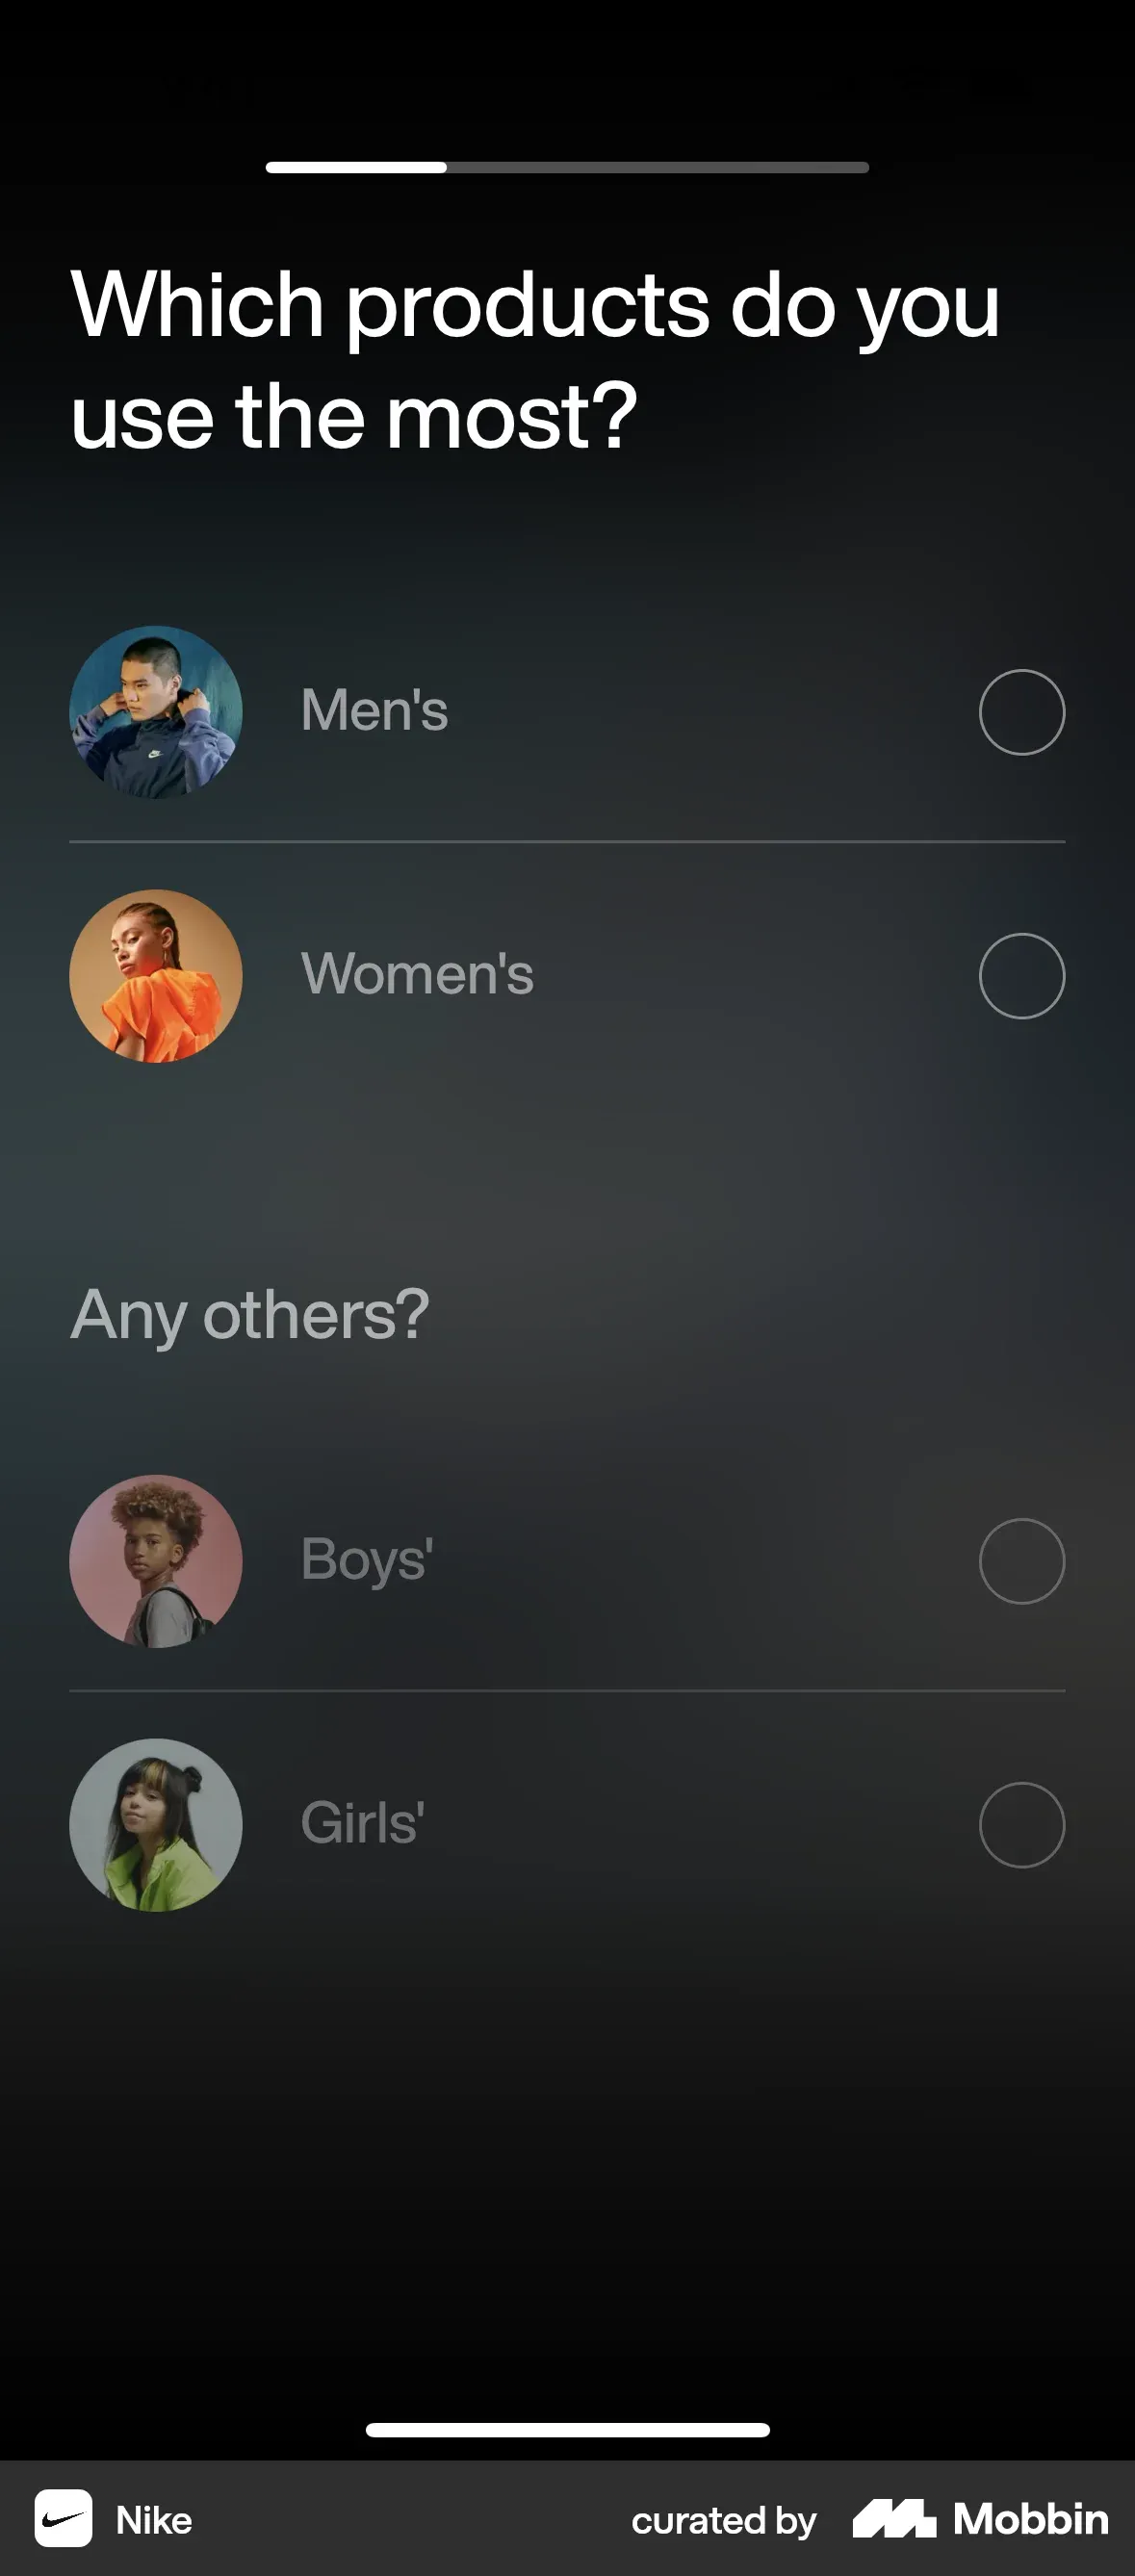 Which products do you
use the most?
Men's
Women's
Any others?
Boys'
Girls'
Nike
curated by Mobbin